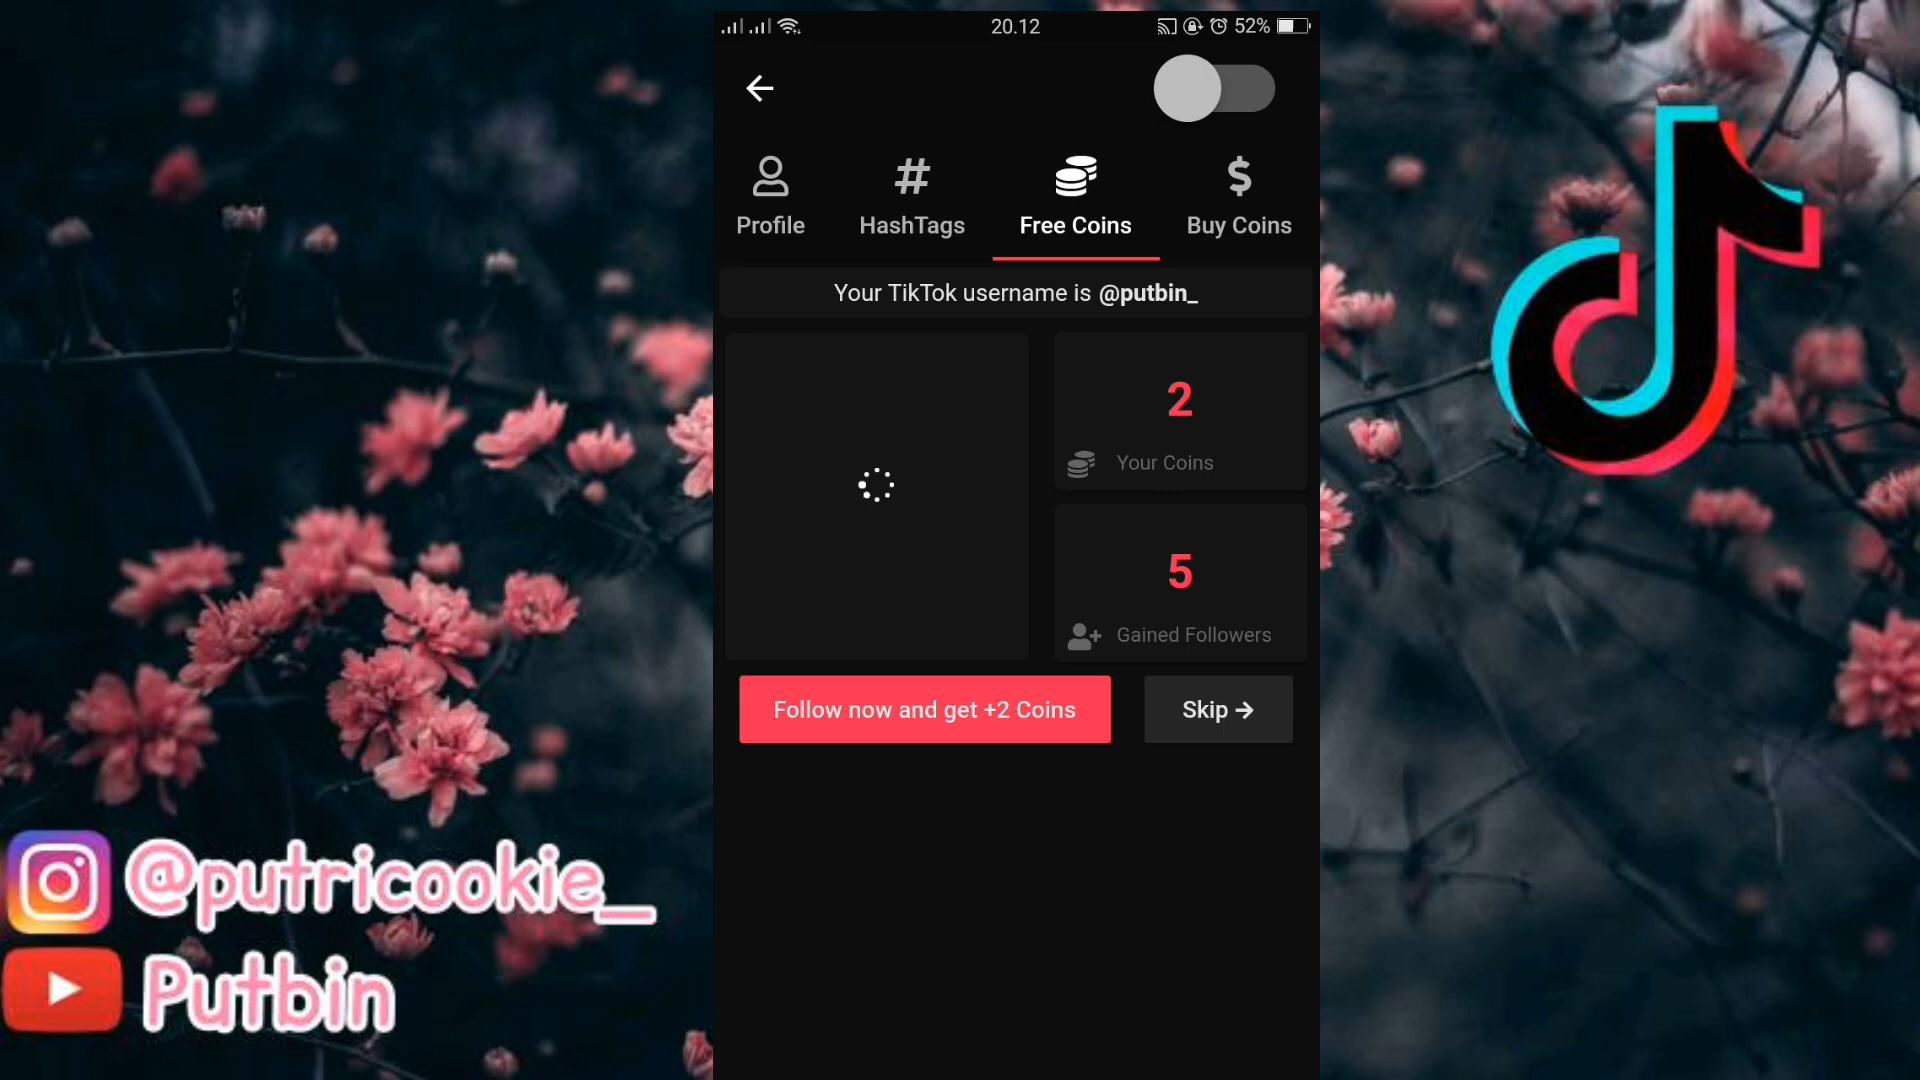 20.12
52%
Profile
HashTags
Free Coins
Buy Coins
Your TikTok username is @putbin_
2
Your Coins
5
Gained Followers
Follow now and get +2 Coins
Skip →
@putricookie_
Putbin